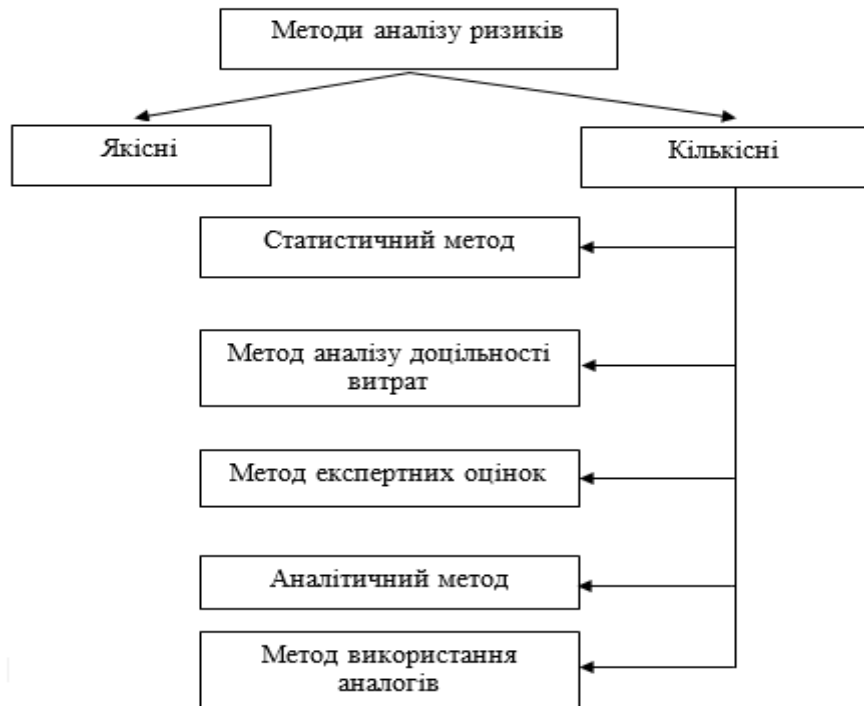 Методи аналізу ризиків
Якісні
Кількісні
Статистичний метод
Метод аналізу доцільності
витрат
Метод експертних оцінок
Аналітичний метод
Метод використання
аналогів